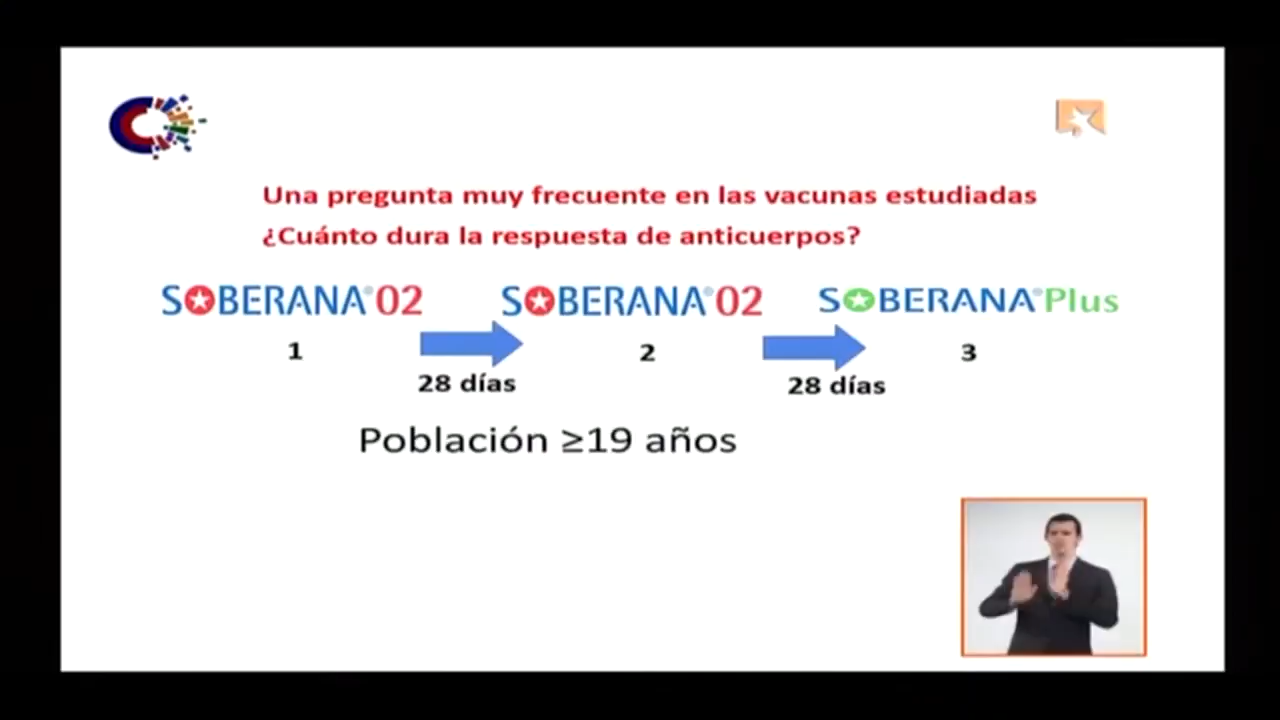 Una pregunta muy frecuente en las vacunas estudiadas
¿Cuánto dura la respuesta de anticuerpos?
SOBERANA®02 SOBERANA®02 SOBERANA®Plus
1 2 3
28 días 28 días
Población ≥19 años